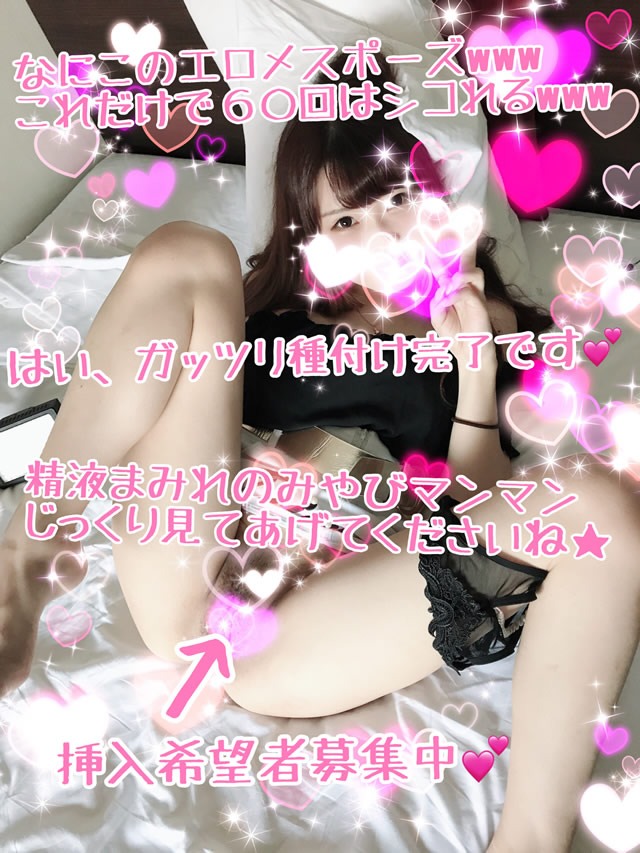 なにこのエロメスポーズwww
これだけで６〇回はシコれるwww
はい、ガッツリ種付け完了です💕
精液まみれのみやびマンマン
じっくり見てあげてくださいね★
挿入希望者募集中💕